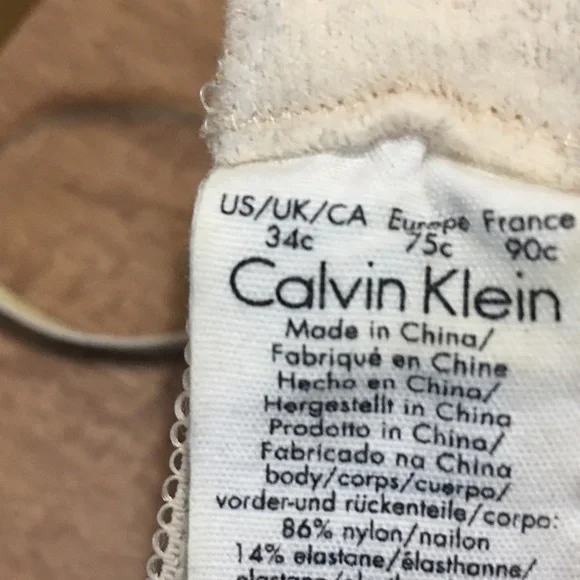 US/UK/CA Europe France
34c 75c 90c
Calvin Klein
Made in China/
Fabriqué en Chine
Hecho en China/
Hergestellt in China
Prodotto in China/
Fabricado na China
body/corps/cuerpo/
vorder-und rückenteile/corpo:
86% nylon/nailon
14% elastane/élasthanne/